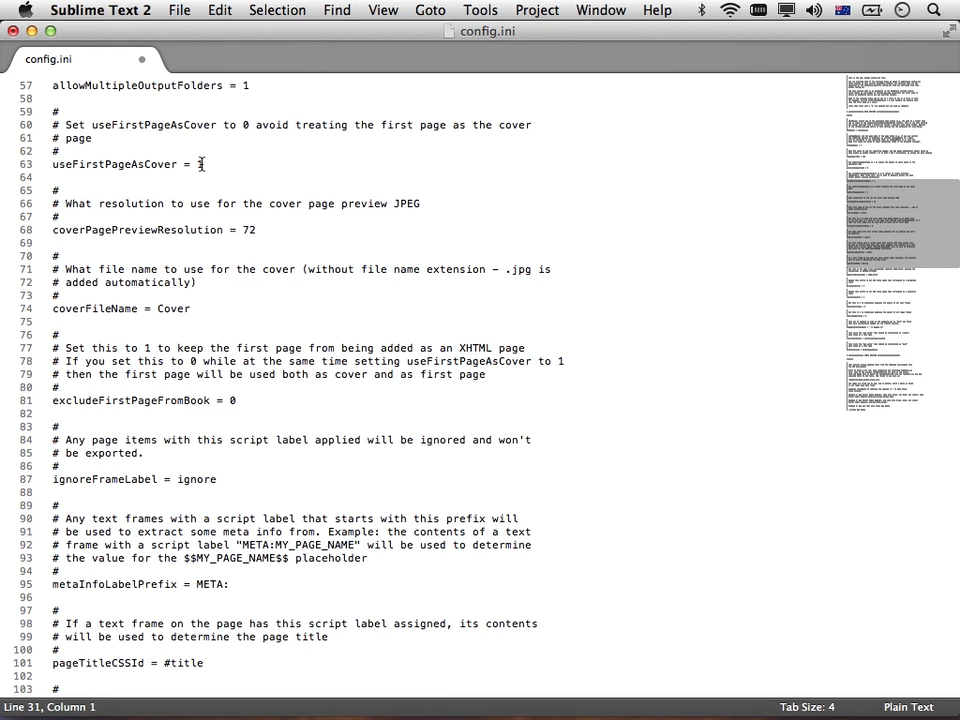 Sublime Text 2 File Edit Selection Find View Goto Tools Project Window Help
config.ini
config.ini
57 allowMultipleOutputFolders = 1
58
59 #
60 # Set useFirstPageAsCover to 0 avoid treating the first page as the cover
61 # page
62 #
63 useFirstPageAsCover =
64
65 #
66 # What resolution to use for the cover page preview JPEG
67 #
68 coverPagePreviewResolution = 72
69
70 #
71 # What file name to use for the cover (without file name extension - .jpg is
72 # added automatically)
73 #
74 coverFileName = Cover
75
76 #
77 # Set this to 1 to keep the first page from being added as an XHTML page
78 # If you set this to 0 while at the same time setting useFirstPageAsCover to 1
79 # then the first page will be used both as cover and as first page
80 #
81 excludeFirstPageFromBook = 0
82
83 #
84 # Any page items with this script label applied will be ignored and won't
85 # be exported.
86 #
87 ignoreFrameLabel = ignore
88
89 #
90 # Any text frames with a script label that starts with this prefix will
91 # be used to extract some meta info from. Example: the contents of a text
92 # frame with a script label "META:MY_PAGE_NAME" will be used to determine
93 # the value for the $$MY_PAGE_NAME$$ placeholder
94 #
95 metaInfoLabelPrefix = META:
96
97 #
98 # If a text frame on the page has this script label assigned, its contents
99 # will be used to determine the page title
100 #
101 pageTitleCSSId = #title
102
103 #
Line 31, Column 1 Tab Size: 4 Plain Text